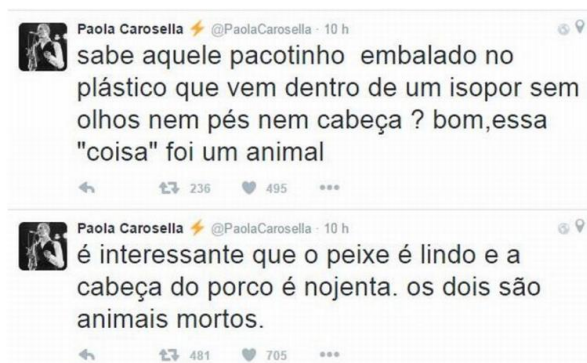 Paola Carosella ⚡ @PaolaCarosella · 10 h
sabe aquele pacotinho  embalado no
plástico que vem dentro de um isopor sem
olhos nem pés nem cabeça ? bom,essa
"coisa" foi um animal
236 495
Paola Carosella ⚡ @PaolaCarosella · 10 h
é interessante que o peixe é lindo e a
cabeça do porco é nojenta. os dois são
animais mortos.
481 705